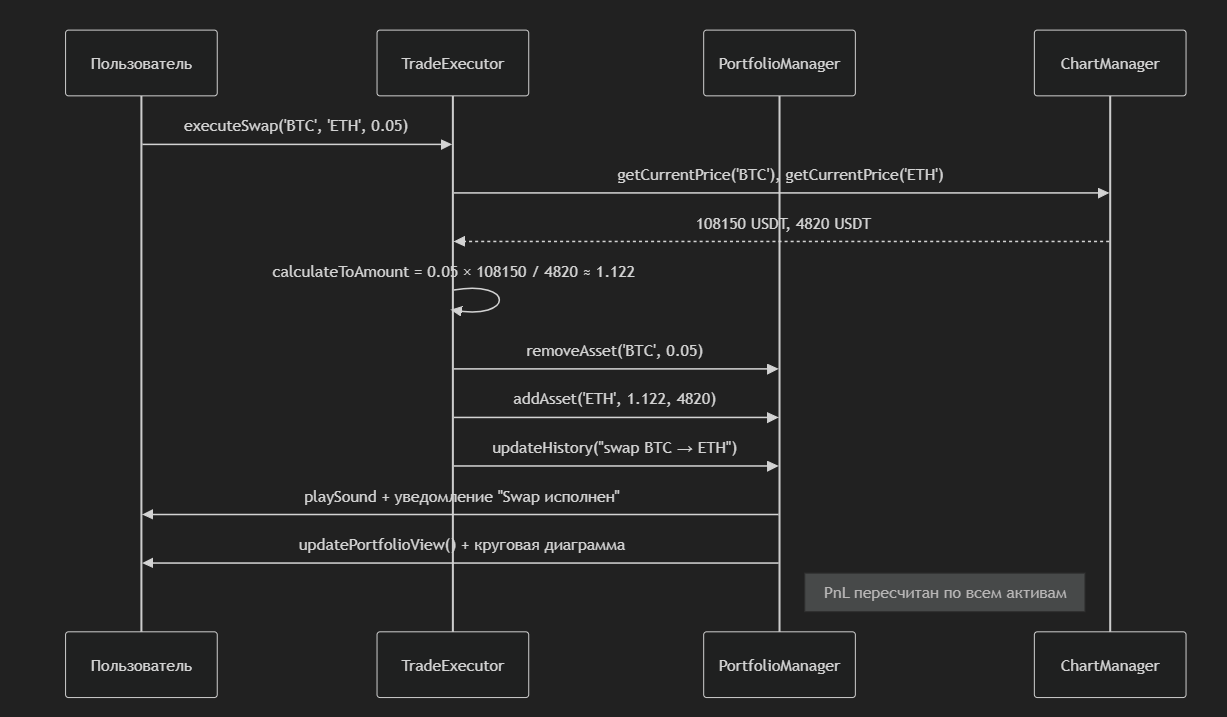 Пользователь
TradeExecutor
PortfolioManager
ChartManager
executeSwap('BTC', 'ETH', 0.05)
getCurrentPrice('BTC'), getCurrentPrice('ETH')
108150 USDT, 4820 USDT
calculateToAmount = 0.05 × 108150 / 4820 ≈ 1.122
removeAsset('BTC', 0.05)
addAsset('ETH', 1.122, 4820)
updateHistory("swap BTC → ETH")
playSound + уведомление "Swap исполнен"
updatePortfolioView() + круговая диаграмма
PnL пересчитан по всем активам
Пользователь
TradeExecutor
PortfolioManager
ChartManager